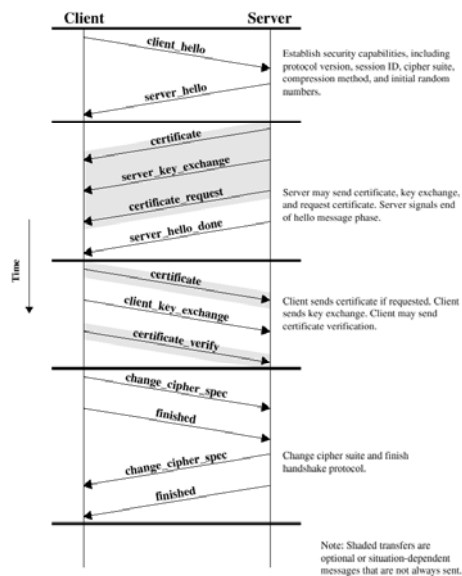 Client Server
client_hello
Establish security capabilities, including
protocol version, session ID, cipher suite,
compression method, and initial random
numbers.
server_hello
certificate
server_key_exchange
certificate_request
Server may send certificate, key exchange,
and request certificate. Server signals end
of hello message phase.
server_hello_done
Time
certificate
Client sends certificate if requested. Client
sends key exchange. Client may send
certificate verification.
client_key_exchange
certificate_verify
change_cipher_spec
finished
change_cipher_spec
Change cipher suite and finish
handshake protocol.
finished
Note: Shaded transfers are
optional or situation-dependent
messages that are not always sent.